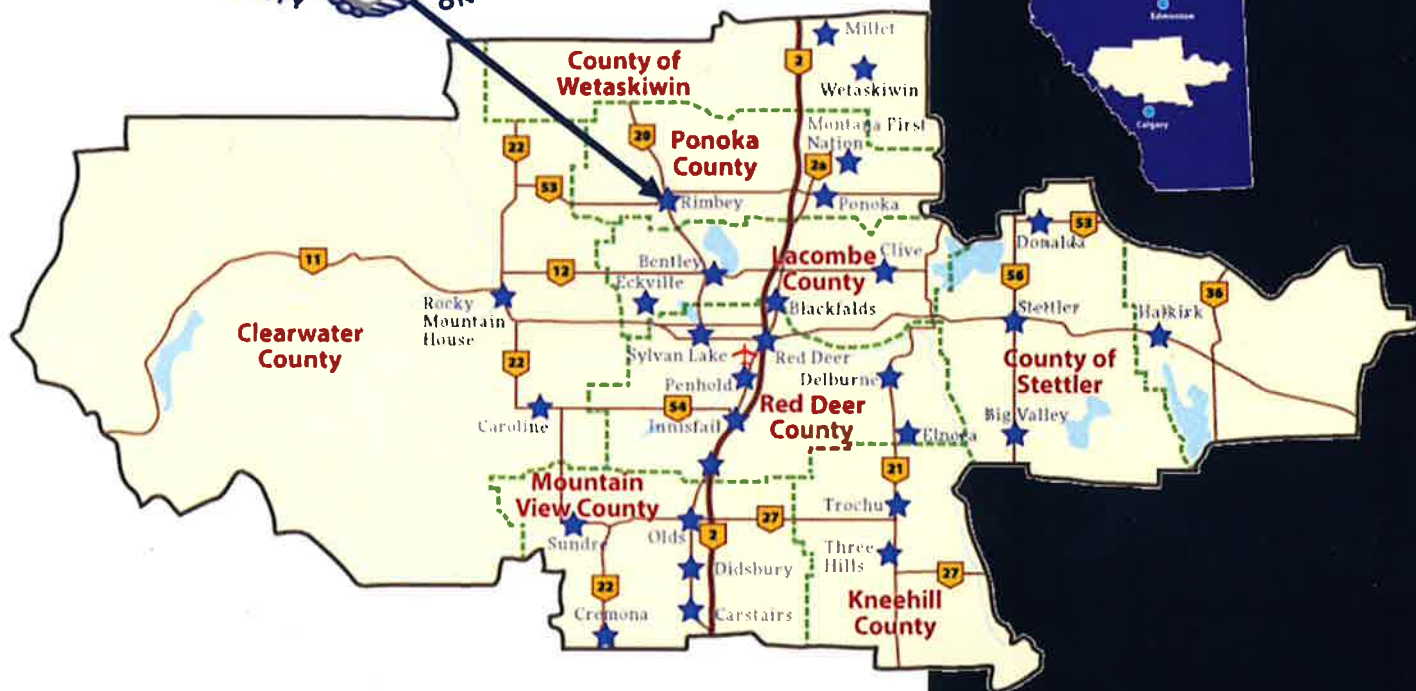 ON
Edmonton
Calgary
2
Millet
County of
Wetaskiwin
Wetaskiwin
20
22
Ponoka
County
Montana First
Nation
2a
53
Rimbey
Ponoka
Donalda
53
11
12
Bentley
Eckville
Lacombe
County
Clive
56
36
Rocky
Mountain
House
Blackfalds
Stettler
Halkirk
Clearwater
County
22
Sylvan Lake
Red Deer
Penhold
Delburne
County of
Stettler
54
Caroline
Innisfail
Red Deer
County
Elnora
Big Valley
21
Mountain
View County
Trochu
Sundre
Olds
2
27
Three
Hills
Didsbury
27
22
Cremona
Carstairs
Kneehill
County